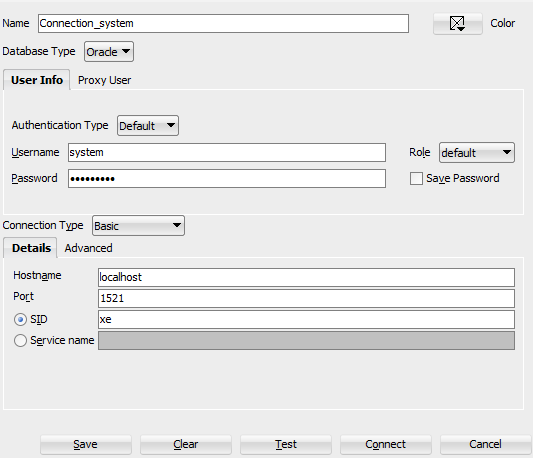 Name Connection_system Color
Database Type Oracle
User Info Proxy User
Authentication Type Default
Username system Role default
Password ••••••••• Save Password
Connection Type Basic
Details Advanced
Hostname localhost
Port 1521
SID xe
Service name
Save Clear Test Connect Cancel